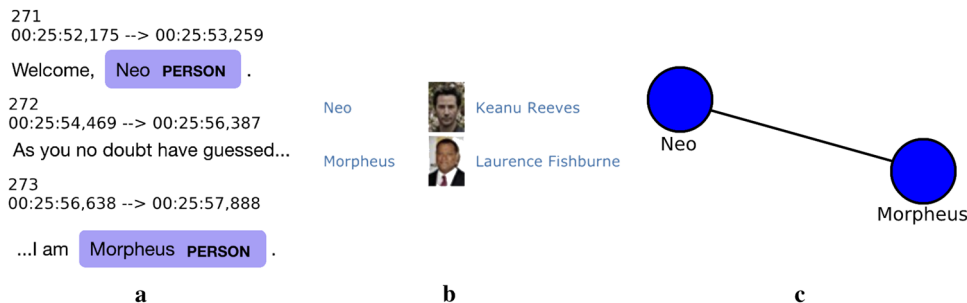 271
00:25:52,175 --> 00:25:53,259
Welcome, Neo PERSON .
272
00:25:54,469 --> 00:25:56,387
As you no doubt have guessed...
273
00:25:56,638 --> 00:25:57,888
...I am Morpheus PERSON .
a
Neo Keanu Reeves
Morpheus Laurence Fishburne
b
Neo
Morpheus
c